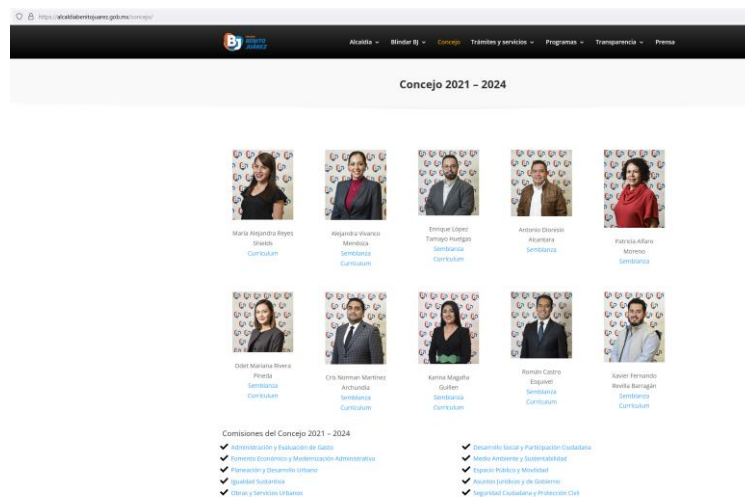 https://alcaldiabenitojuarez.gob.mx/concejo/
BJ BENITO JUÁREZ
Alcaldía Blindar BJ Concejo Trámites y servicios Programas Transparencia Prensa
Concejo 2021 – 2024
María Alejandra Reyes
Shields
Currículum
Alejandra Vivanco
Mendoza
Semblanza
Currículum
Enrique López
Tamayo Huelgas
Semblanza
Currículum
Antonio Dionisio
Alcantara
Semblanza
Patricia Alfaro
Moreno
Semblanza
Odet Mariana Rivera
Pineda
Semblanza
Currículum
Cris Norman Martínez
Archundia
Semblanza
Currículum
Karina Magaña
Guillen
Semblanza
Currículum
Román Castro
Esquivel
Semblanza
Currículum
Xavier Fernando
Revilla Barragán
Semblanza
Currículum
Comisiones del Concejo 2021 – 2024
Administración y Evaluación de Gasto
Fomento Económico y Modernización Administrativa
Planeación y Desarrollo Urbano
Igualdad Sustantiva
Obras y Servicios Urbanos
Desarrollo Social y Participación Ciudadana
Medio Ambiente y Sustentabilidad
Espacio Público y Movilidad
Asuntos Jurídicos y de Gobierno
Seguridad Ciudadana y Protección Civil